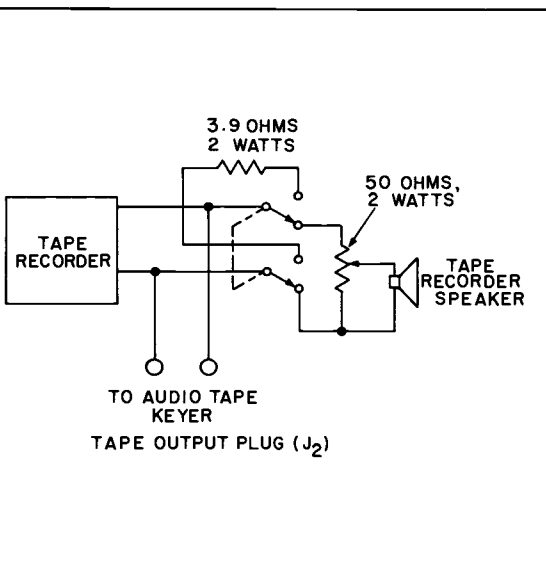 3.9 OHMS
2 WATTS
50 OHMS,
2 WATTS
TAPE
RECORDER
TAPE
RECORDER
SPEAKER
TO AUDIO TAPE
KEYER
TAPE OUTPUT PLUG (J2)